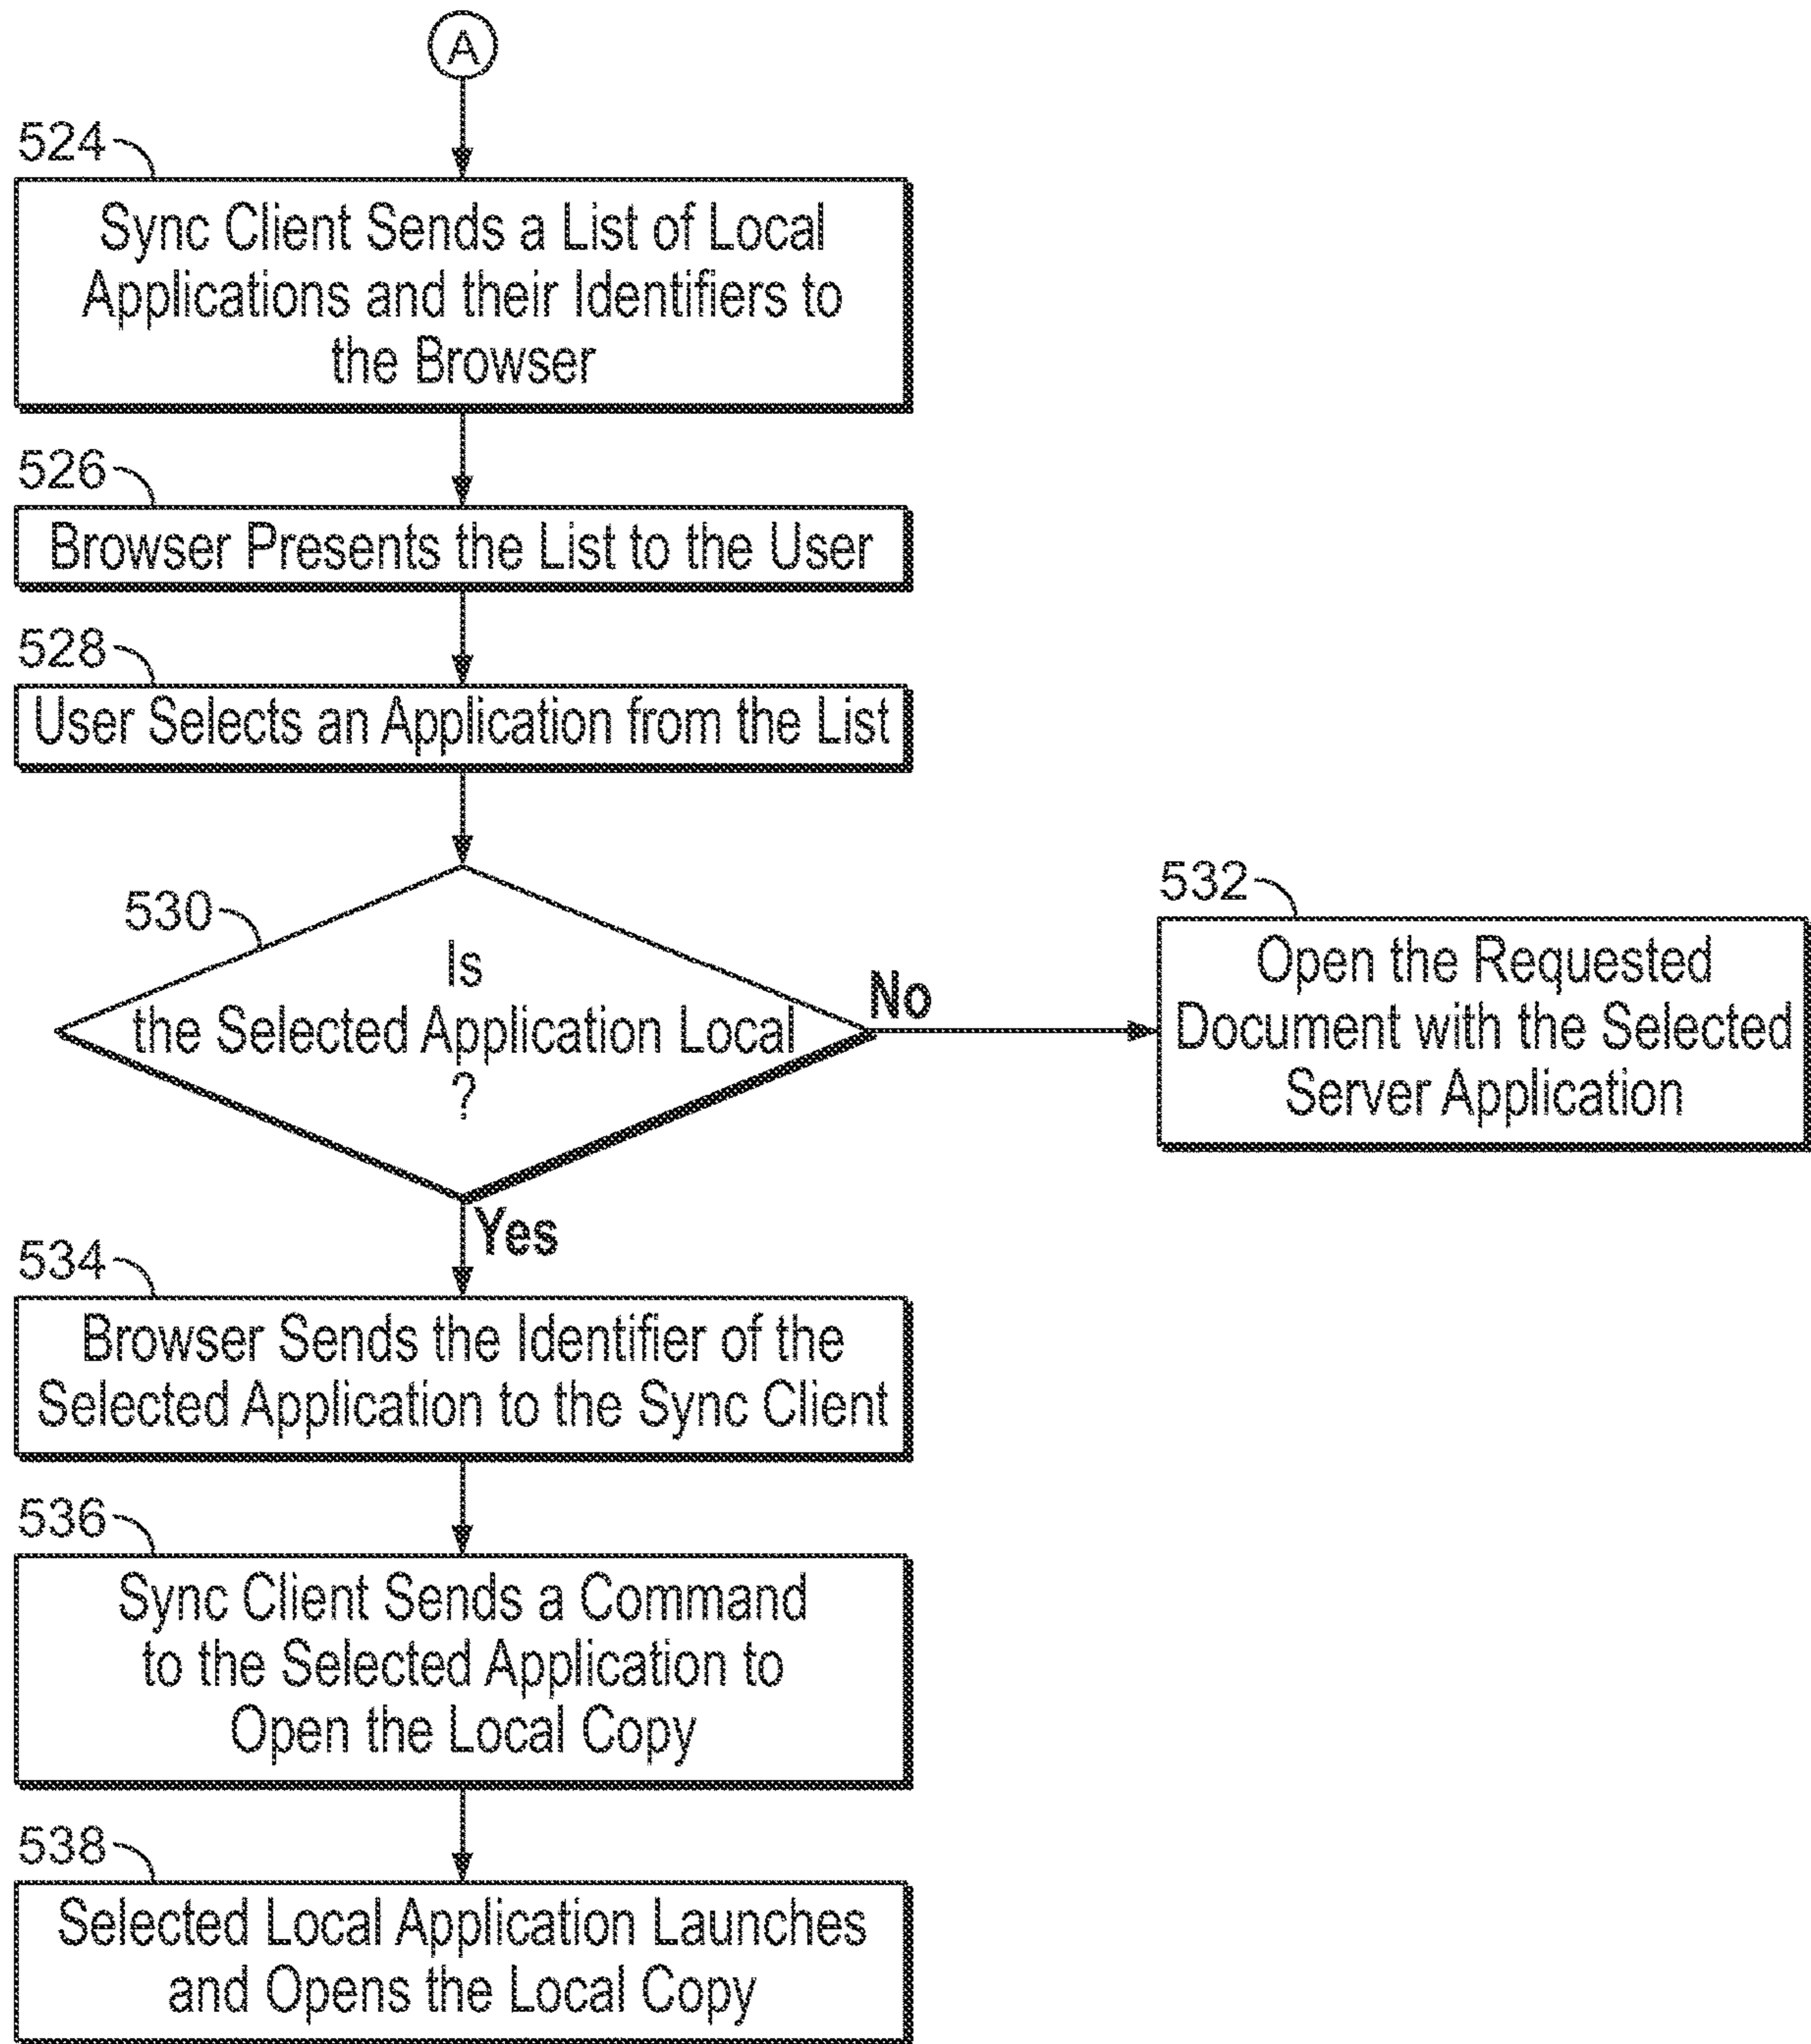 A
524
Sync Client Sends a List of Local
Applications and their Identifiers to
the Browser
526
Browser Presents the List to the User
528
User Selects an Application from the List
530
Is
the Selected Application Local
?
No
532
Open the Requested
Document with the Selected
Server Application
Yes
534
Browser Sends the Identifier of the
Selected Application to the Sync Client
536
Sync Client Sends a Command
to the Selected Application to
Open the Local Copy
538
Selected Local Application Launches
and Opens the Local Copy